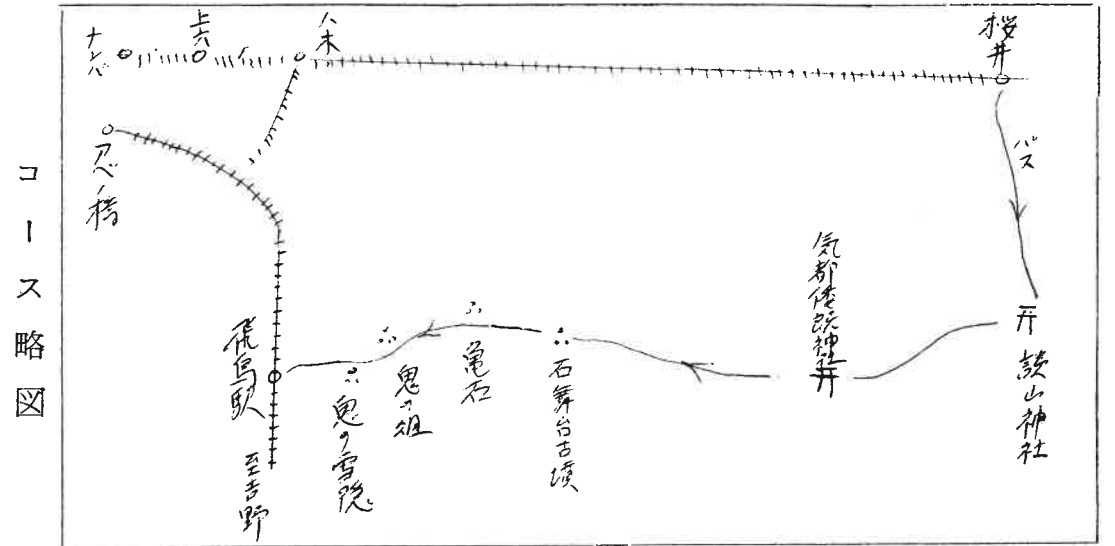 コース略図
ナンバ
上六
八木
桜井
アベノ橋
バス
談山神社
気都倭既神社
石舞台古墳
亀石
鬼の俎
鬼の雪隠
飛鳥駅
至吉野